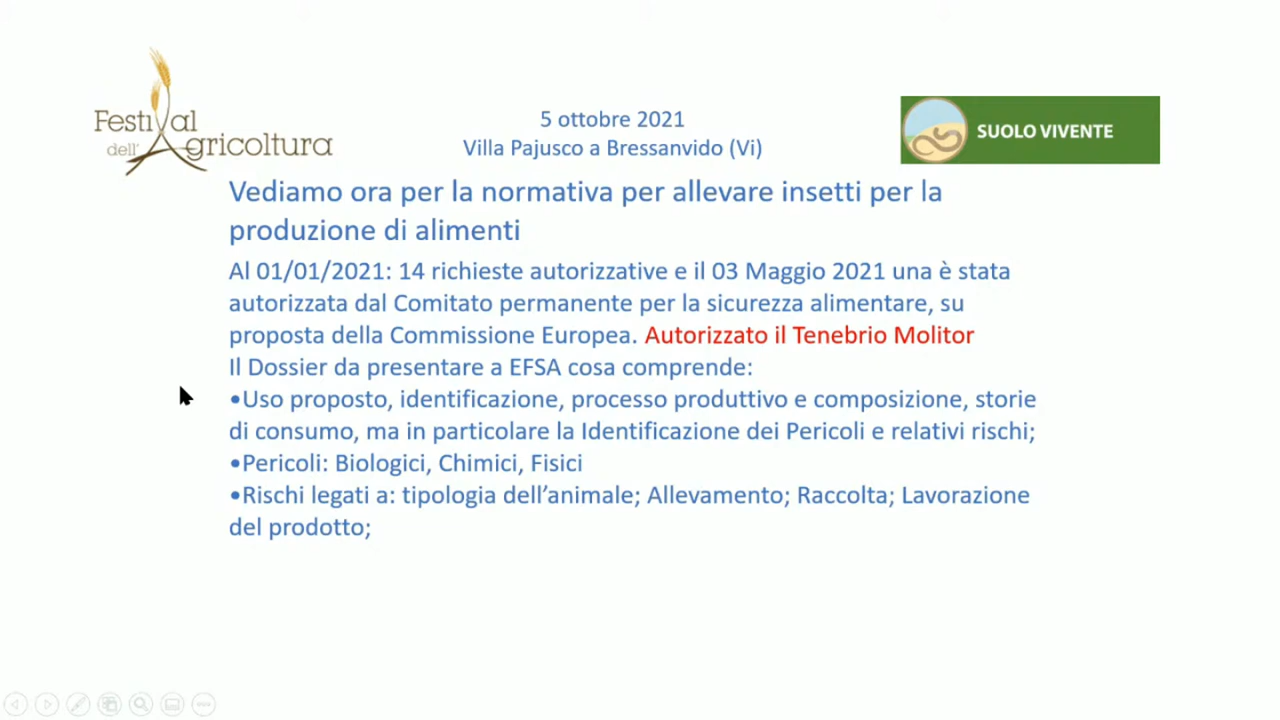 Festival
dell'Agricoltura
5 ottobre 2021
Villa Pajusco a Bressanvido (Vi)
SUOLO VIVENTE
Vediamo ora per la normativa per allevare insetti per la
produzione di alimenti
Al 01/01/2021: 14 richieste autorizzative e il 03 Maggio 2021 una è stata
autorizzata dal Comitato permanente per la sicurezza alimentare, su
proposta della Commissione Europea. Autorizzato il Tenebrio Molitor
Il Dossier da presentare a EFSA cosa comprende:
•Uso proposto, identificazione, processo produttivo e composizione, storie
di consumo, ma in particolare la Identificazione dei Pericoli e relativi rischi;
•Pericoli: Biologici, Chimici, Fisici
•Rischi legati a: tipologia dell’animale; Allevamento; Raccolta; Lavorazione
del prodotto;